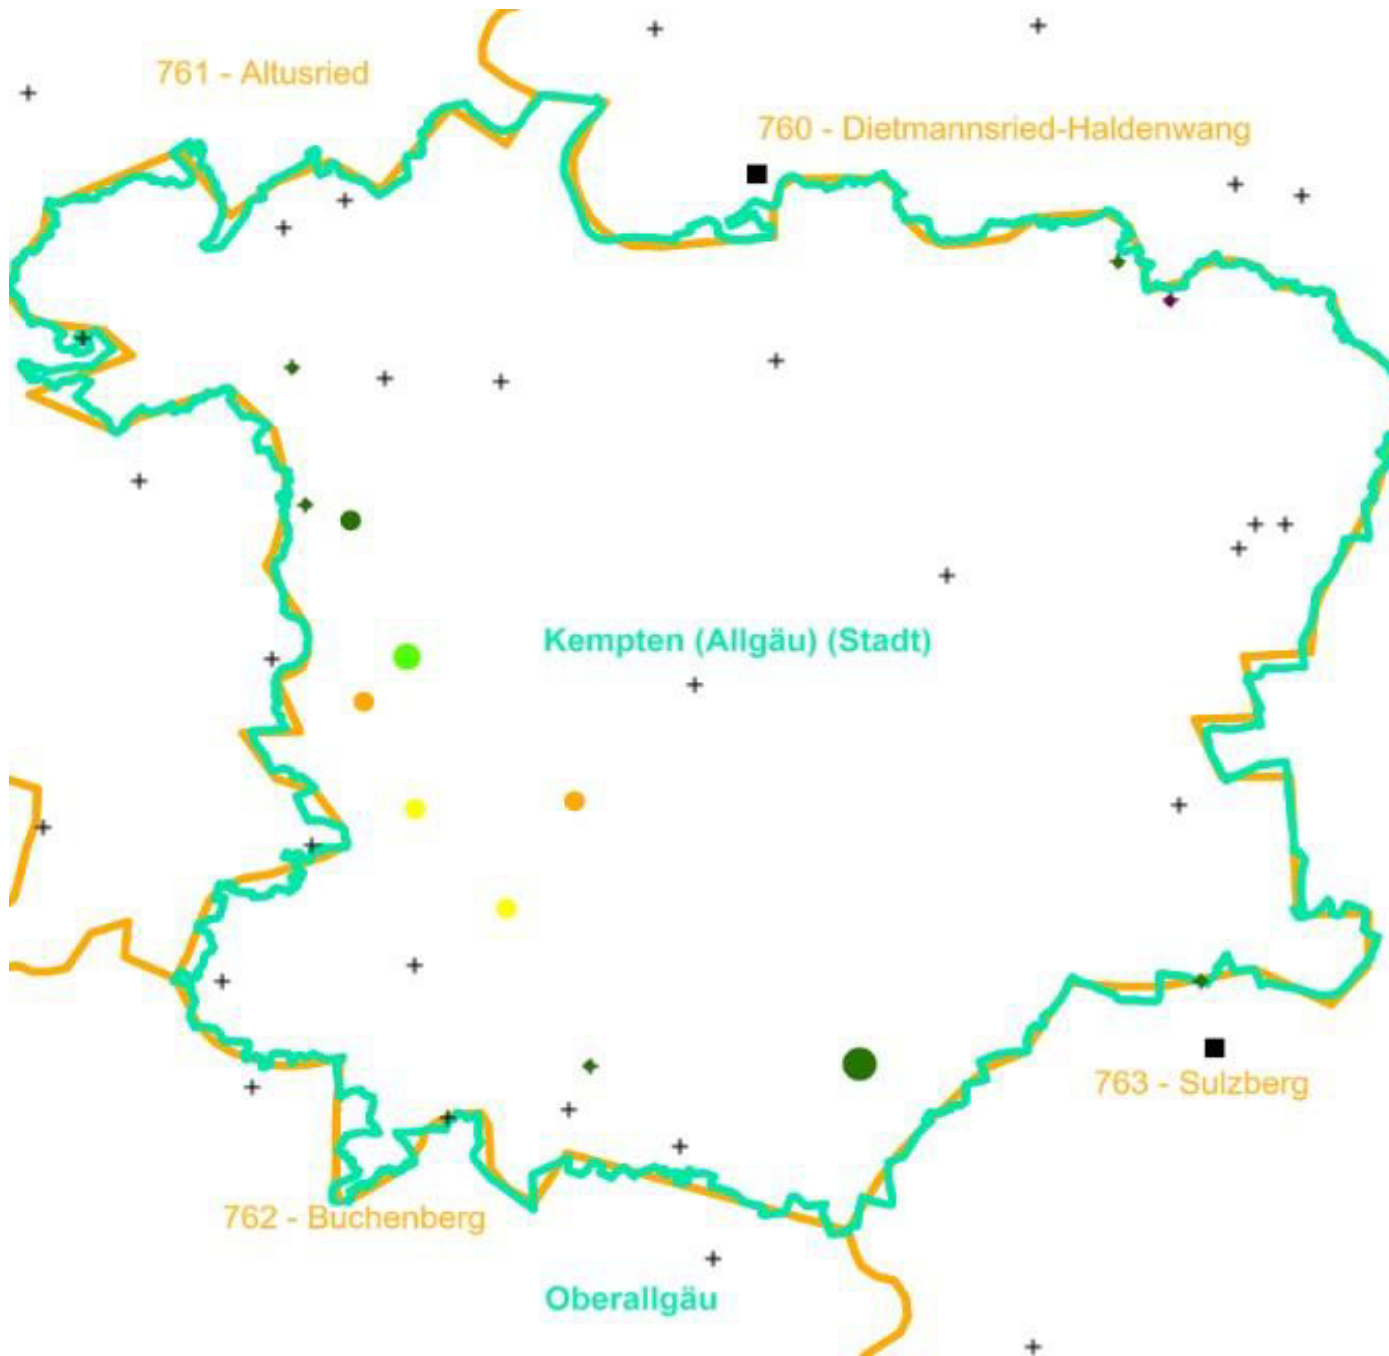 761 - Altusried
760 - Dietmannsried-Haldenwang
Kempten (Allgäu) (Stadt)
763 - Sulzberg
762 - Buchenberg
Oberallgäu